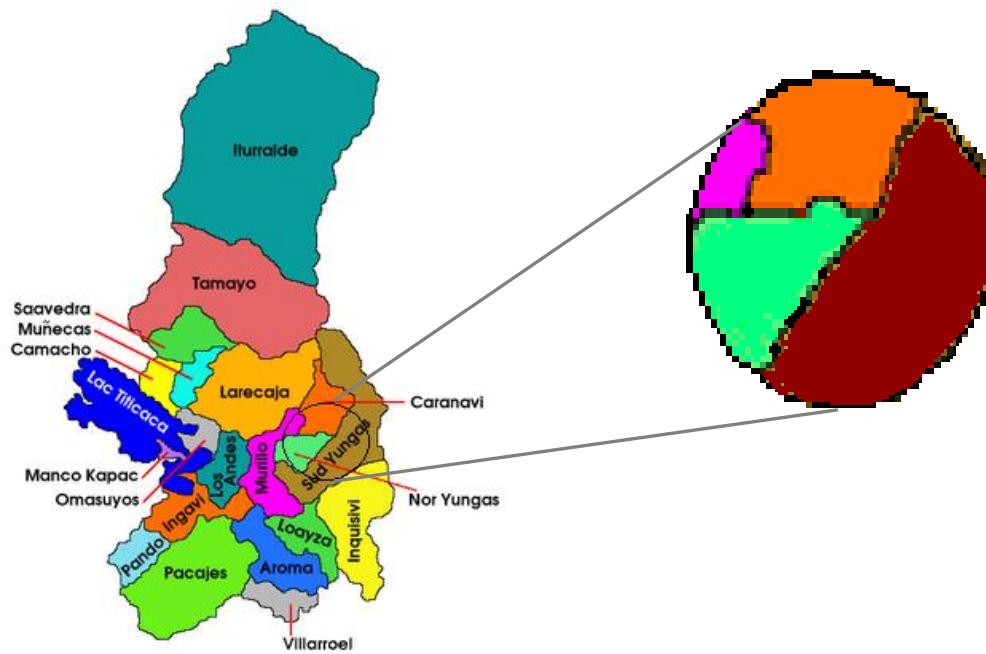 Iturralde
Tamayo
Saavedra
Muñecas
Camacho
Lac Titicaca
Larecaja
Caranavi
Manco Kapac
Omasuyos
Los Andes
Murillo
Sud Yungas
Nor Yungas
Ingavi
Loayza
Inquisivi
Pando
Pacajes
Aroma
Villarroel